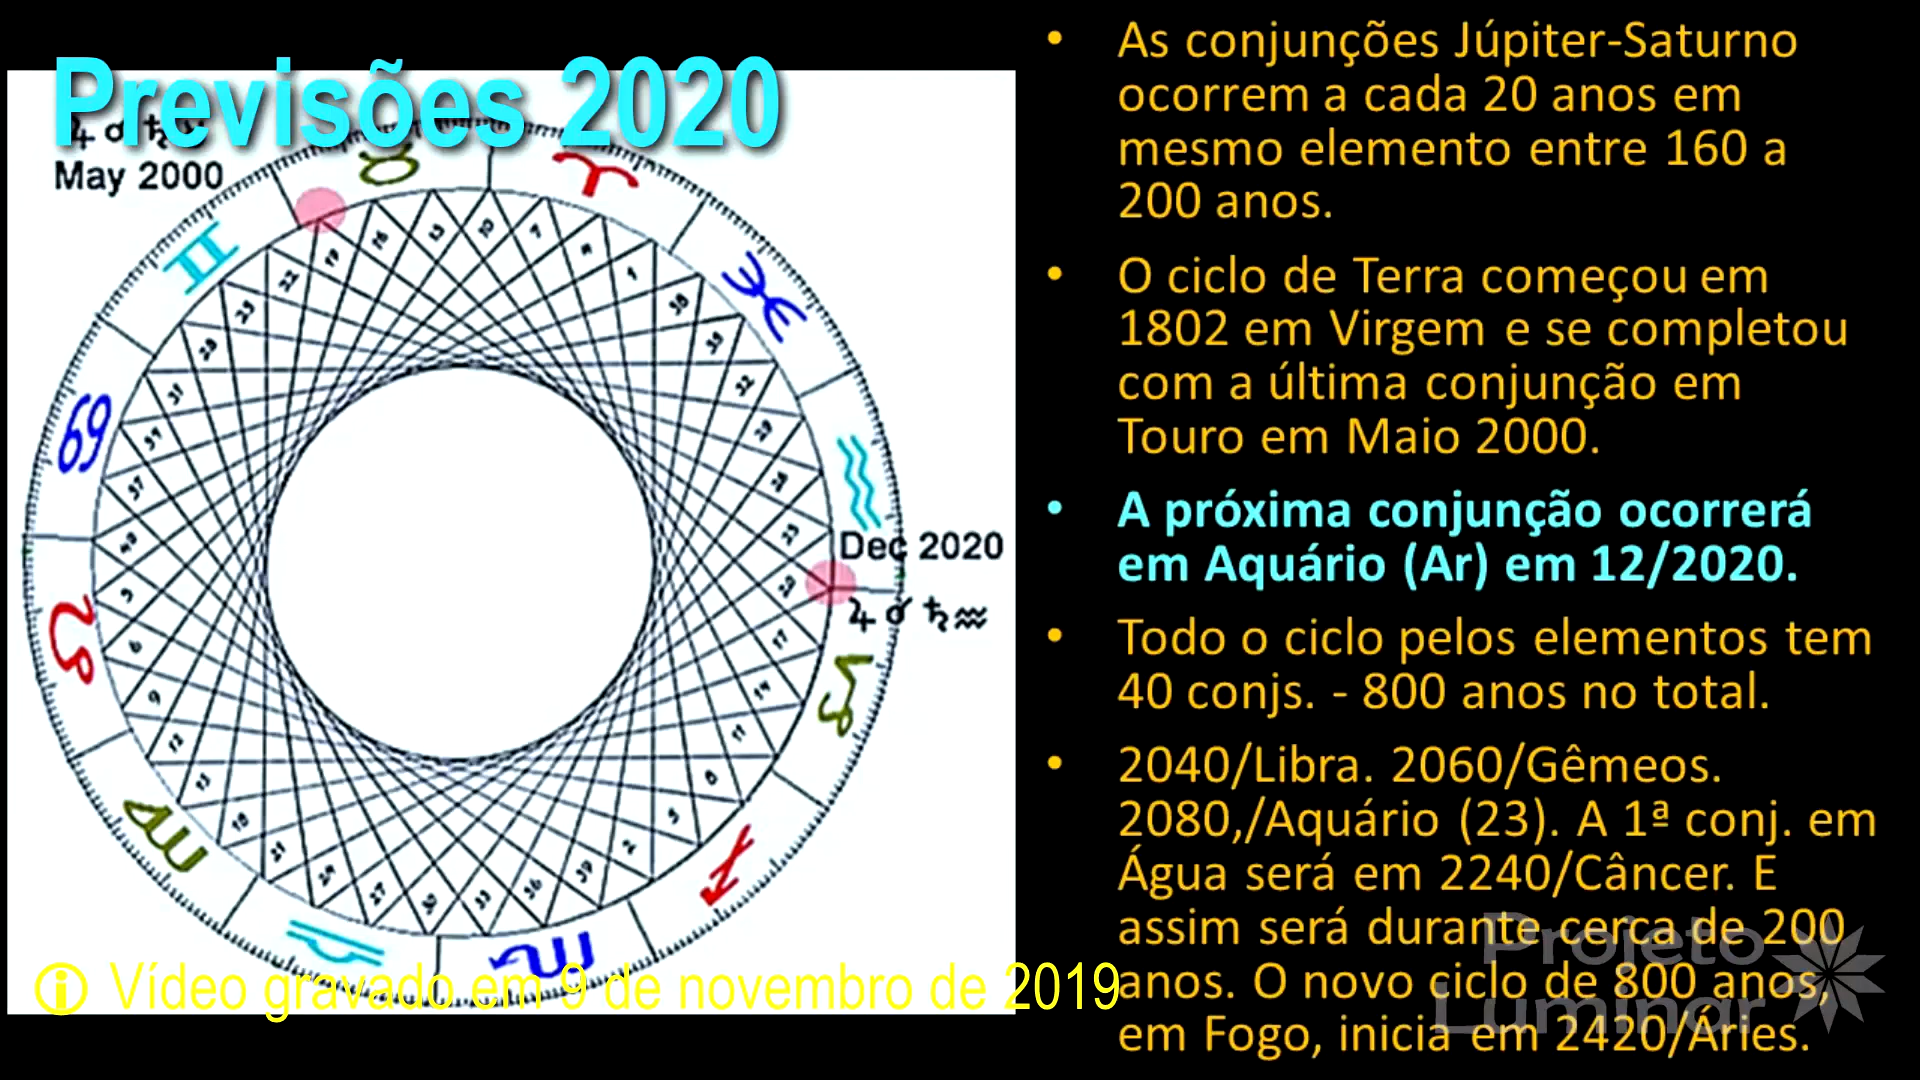 Previsões 2020
May 2000
Dec 2020
• As conjunções Júpiter-Saturno
ocorrem a cada 20 anos em
mesmo elemento entre 160 a
200 anos.
• O ciclo de Terra começou em
1802 em Virgem e se completou
com a última conjunção em
Touro em Maio 2000.
• A próxima conjunção ocorrerá
em Aquário (Ar) em 12/2020.
• Todo o ciclo pelos elementos tem
40 conjs. - 800 anos no total.
• 2040/Libra. 2060/Gêmeos.
2080,/Aquário (23). A 1ª conj. em
Água será em 2240/Câncer. E
assim será durante cerca de 200
anos. O novo ciclo de 800 anos,
em Fogo, inicia em 2420/Áries.
Vídeo gravado em 9 de novembro de 2019
Projeto
Luminar